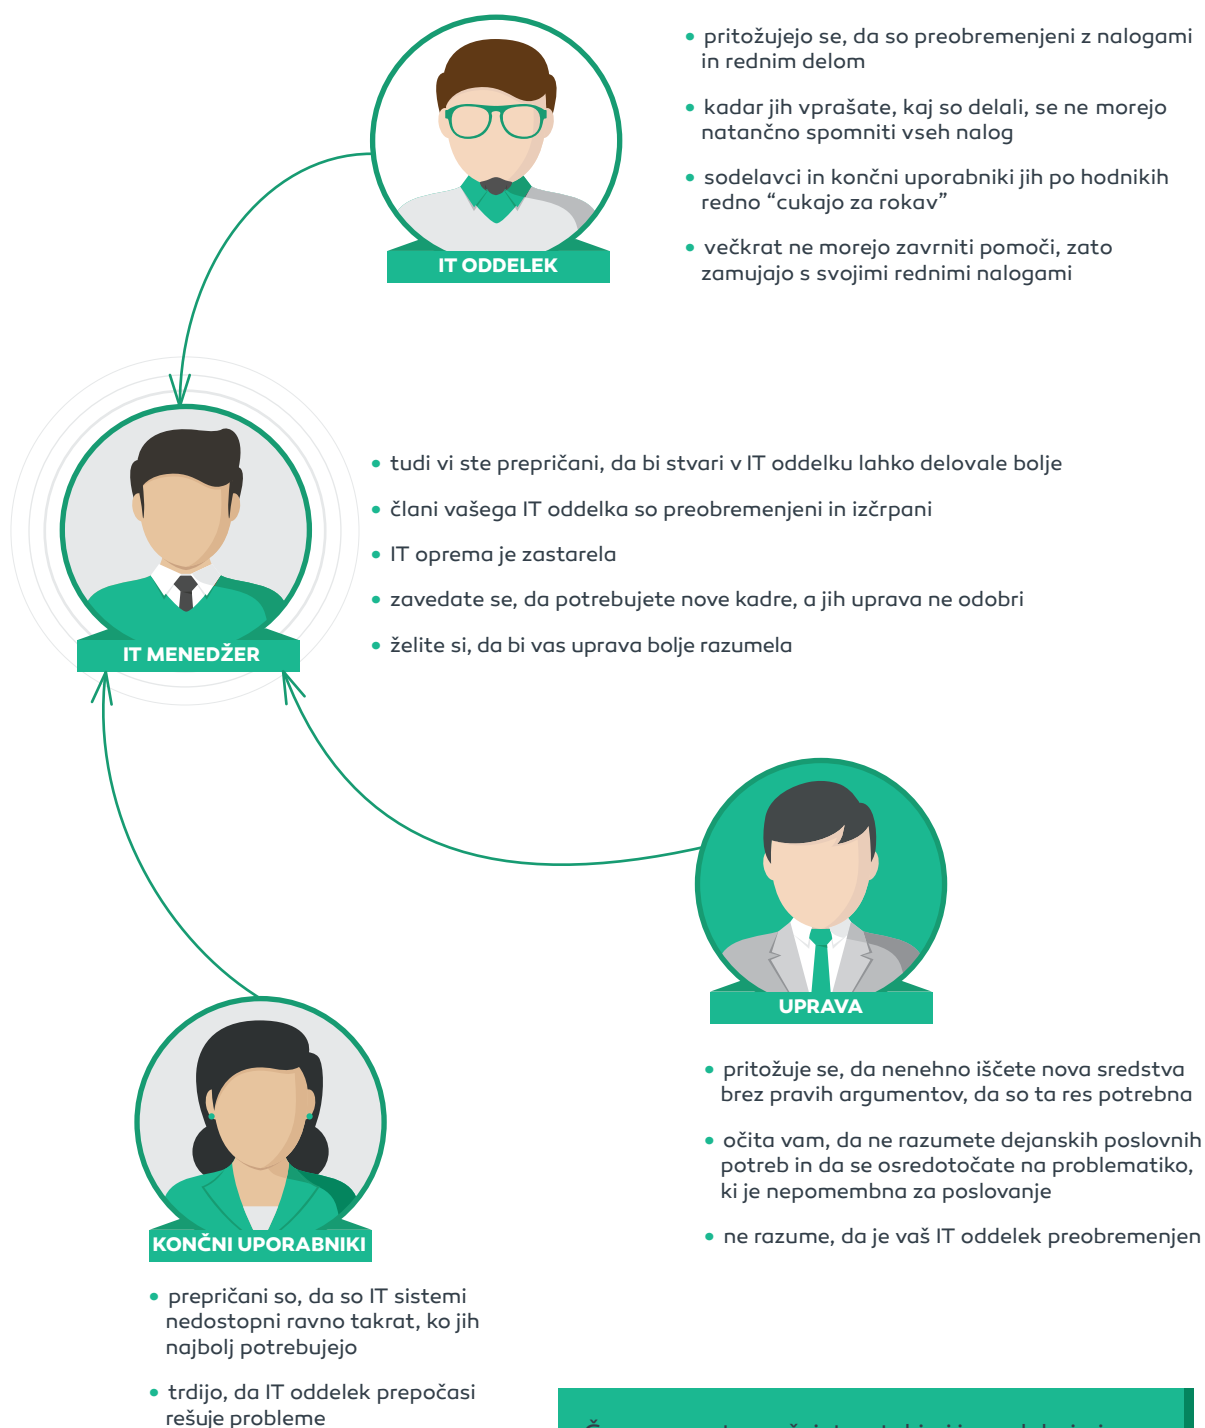 • pritožujejo se, da so preobremenjeni z nalogami
in rednim delom
• kadar jih vprašate, kaj so delali, se ne morejo
natančno spomniti vseh nalog
• sodelavci in končni uporabniki jih po hodnikih
redno “cukajo za rokav”
• večkrat ne morejo zavrniti pomoči, zato
zamujajo s svojimi rednimi nalogami
IT ODDELEK
• tudi vi ste prepričani, da bi stvari v IT oddelku lahko delovale bolje
• člani vašega IT oddelka so preobremenjeni in izčrpani
• IT oprema je zastarela
• zavedate se, da potrebujete nove kadre, a jih uprava ne odobri
• želite si, da bi vas uprava bolje razumela
IT MENEDŽER
UPRAVA
• pritožuje se, da nenehno iščete nova sredstva
brez pravih argumentov, da so ta res potrebna
• očita vam, da ne razumete dejanskih poslovnih
potreb in da se osredotočate na problematiko,
ki je nepomembna za poslovanje
• ne razume, da je vaš IT oddelek preobremenjen
KONČNI UPORABNIKI
• prepričani so, da so IT sistemi
nedostopni ravno takrat, ko jih
najbolj potrebujejo
• trdijo, da IT oddelek prepočasi
rešuje probleme